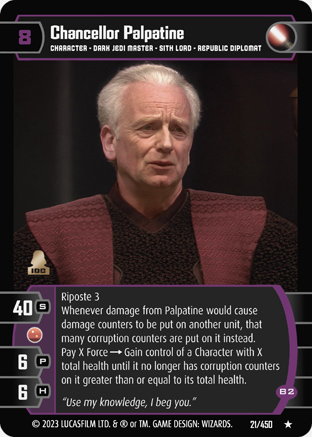 8
Chancellor Palpatine
CHARACTER • DARK JEDI MASTER • SITH LORD • REPUBLIC DIPLOMAT
IDC
40 S
6 P
6 H
Riposte 3
Whenever damage from Palpatine would cause
damage counters to be put on another unit, that
many corruption counters are put on it instead.
Pay X Force → Gain control of a Character with X
total health until it no longer has corruption counters
on it greater than or equal to its total health.
B2
"Use my knowledge, I beg you."
© 2023 LUCASFILM LTD. & ® or TM. GAME DESIGN: WIZARDS.
21/450